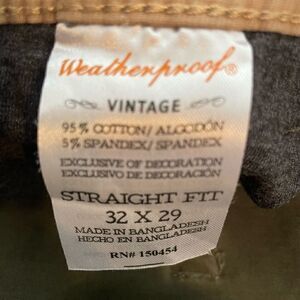 Weatherproof®
VINTAGE
95% COTTON/ ALGODÓN
5% SPANDEX/ SPANDEX
EXCLUSIVE OF DECORATION
EXCLUSIVO DE DECORACIÓN
STRAIGHT FIT
32 X 29
MADE IN BANGLADESH
HECHO EN BANGLADESH
RN# 150454